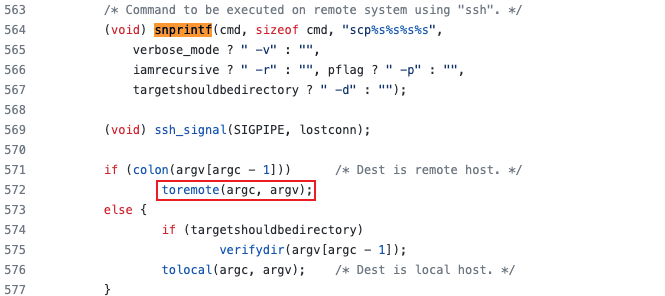 563 /* Command to be executed on remote system using "ssh". */
564 (void) snprintf(cmd, sizeof cmd, "scp%s%s%s%s",
565 verbose_mode ? " -v" : "",
566 iamrecursive ? " -r" : "", pflag ? " -p" : "",
567 targetshouldbedirectory ? " -d" : "");
568
569 (void) ssh_signal(SIGPIPE, lostconn);
570
571 if (colon(argv[argc - 1])) /* Dest is remote host. */
572 toremote(argc, argv);
573 else {
574 if (targetshouldbedirectory)
575 verifydir(argv[argc - 1]);
576 tolocal(argc, argv); /* Dest is local host. */
577 }